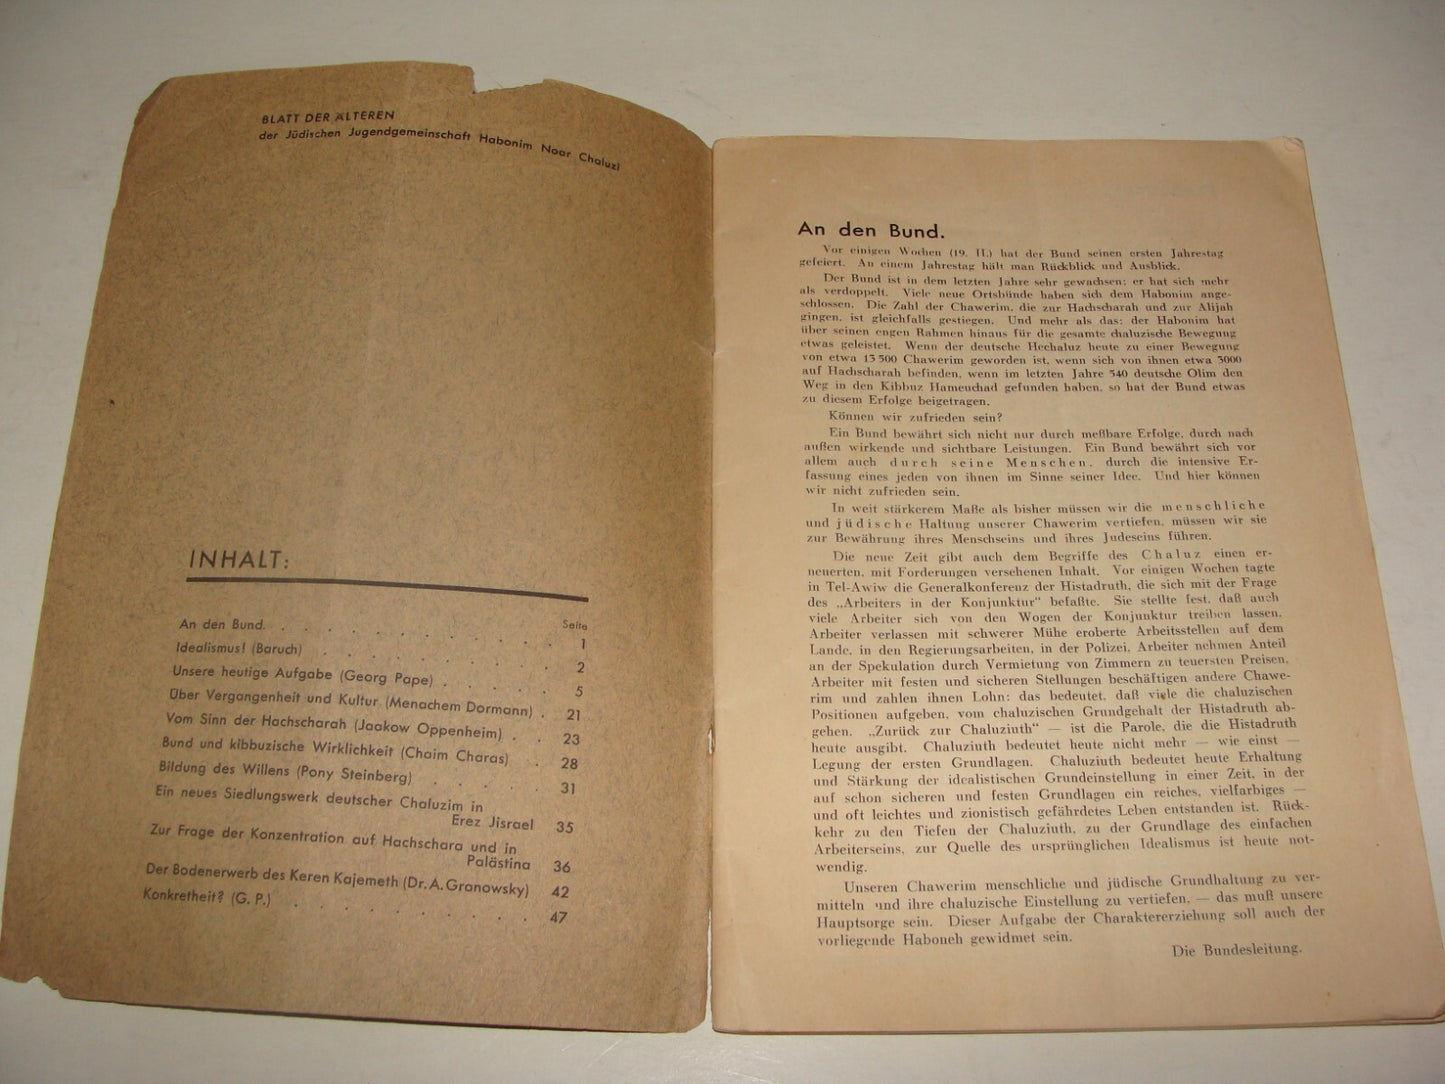 BLATT DER ÄLTEREN
der Jüdischen Jugendgemeinschaft Habonim Noar Chaluzi
INHALT:
Seite
An den Bund. . . . . . . . . . . 1
Idealismus! (Baruch) . . . . . . . . . 2
Unsere heutige Aufgabe (Georg Pape) . . . . . 5
Über Vergangenheit und Kultur (Menachem Dormann) . 21
Vom Sinn der Hachscharah (Jaakow Oppenheim) . . 23
Bund und kibbuzische Wirklichkeit (Chaim Charas) . 28
Bildung des Willens (Pony Steinberg) . . . . . 31
Ein neues Siedlungswerk deutscher Chaluzim in
Erez Jisrael 35
Zur Frage der Konzentration auf Hachschara und in
Palästina 36
Der Bodenerwerb des Keren Kajemeth (Dr. A. Granowsky) 42
Konkretheit? (G. P.) . . . . . . . . 47
An den Bund.
Vor einigen Wochen (19. II.) hat der Bund seinen ersten Jahrestag
gefeiert. An einem Jahrestag hält man Rückblick und Ausblick.
Der Bund ist in dem letzten Jahre sehr gewachsen; er hat sich mehr
als verdoppelt. Viele neue Ortsbünde haben sich dem Habonim ange-
schlossen. Die Zahl der Chawerim, die zur Hachscharah und zur Alijah
gingen, ist gleichfalls gestiegen. Und mehr als das: der Habonim hat
über seinen engen Rahmen hinaus für die gesamte chaluzische Bewegung
etwas geleistet. Wenn der deutsche Hechaluz heute zu einer Bewegung
von etwa 13 500 Chawerim geworden ist, wenn sich von ihnen etwa 3000
auf Hachscharah befinden, wenn im letzten Jahre 340 deutsche Olim den
Weg in den Kibbuz Hameuchad gefunden haben, so hat der Bund etwas
zu diesem Erfolge beigetragen.
Können wir zufrieden sein?
Ein Bund bewährt sich nicht nur durch meßbare Erfolge, durch nach
außen wirkende und sichtbare Leistungen. Ein Bund bewährt sich vor
allem auch durch seine Menschen, durch die intensive Er-
fassung eines jeden von ihnen im Sinne seiner Idee. Und hier können
wir nicht zufrieden sein.
In weit stärkerem Maße als bisher müssen wir die menschliche
und jüdische Haltung unserer Chawerim vertiefen, müssen wir sie
zur Bewährung ihres Menschseins und ihres Judeseins führen.
Die neue Zeit gibt auch dem Begriffe des Chaluz einen er-
neuerten, mit Forderungen versehenen Inhalt. Vor einigen Wochen tagte
in Tel-Awiw die Generalkonferenz der Histadruth, die sich mit der Frage
des „Arbeiters in der Konjunktur“ befaßte. Sie stellte fest, daß auch
viele Arbeiter sich von den Wogen der Konjunktur treiben lassen.
Arbeiter verlassen mit schwerer Mühe eroberte Arbeitsstellen auf dem
Lande, in den Regierungsarbeiten, in der Polizei, Arbeiter nehmen Anteil
an der Spekulation durch Vermietung von Zimmern zu teuersten Preisen,
Arbeiter mit festen und sicheren Stellungen beschäftigen andere Chawe-
rim und zahlen ihnen Lohn: das bedeutet, daß viele die chaluzischen
Positionen aufgeben, vom chaluzischen Grundgehalt der Histadruth ab-
gehen. „Zurück zur Chaluziuth“ — ist die Parole, die die Histadruth
heute ausgibt. Chaluziuth bedeutet heute nicht mehr — wie einst —
Legung der ersten Grundlagen. Chaluziuth bedeutet heute Erhaltung
und Stärkung der idealistischen Grundeinstellung in einer Zeit, in der
auf schon sicheren und festen Grundlagen ein reiches, vielfarbiges —
und oft leichtes und zionistisch gefährdetes Leben entstanden ist. Rück-
kehr zu den Tiefen der Chaluziuth, zu der Grundlage des einfachen
Arbeiterseins, zur Quelle des ursprünglichen Idealismus ist heute not-
wendig.
Unseren Chawerim menschliche und jüdische Grundhaltung zu ver-
mitteln und ihre chaluzische Einstellung zu vertiefen, — das muß unsere
Hauptsorge sein. Dieser Aufgabe der Charaktererziehung soll auch der
vorliegende Haboneh gewidmet sein.
Die Bundesleitung.